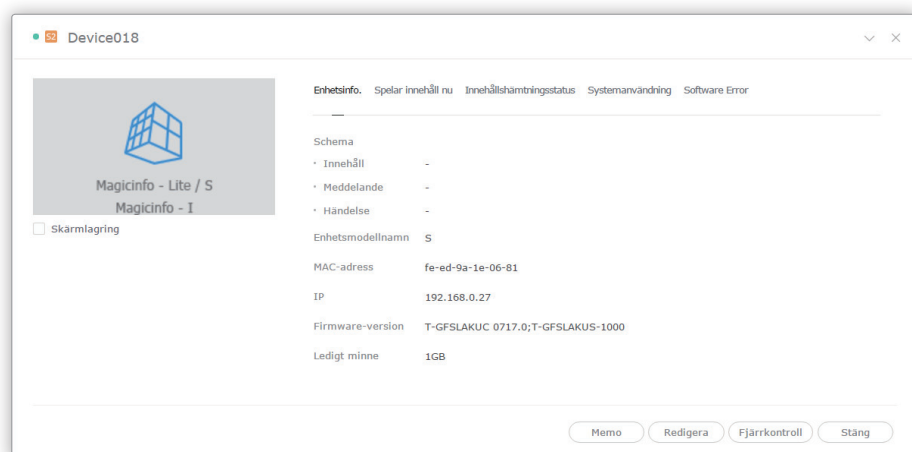 S2 Device018
Enhetsinfo. Spelar innehåll nu Innehållshämtningsstatus Systemanvändning Software Error
Magicinfo - Lite / S
Magicinfo - I
Skärmlagring
Schema
· Innehåll -
· Meddelande -
· Händelse -
Enhetsmodellnamn S
MAC-adress fe-ed-9a-1e-06-81
IP 192.168.0.27
Firmware-version T-GFSLAKUC 0717.0;T-GFSLAKUS-1000
Ledigt minne 1GB
Memo Redigera Fjärrkontroll Stäng